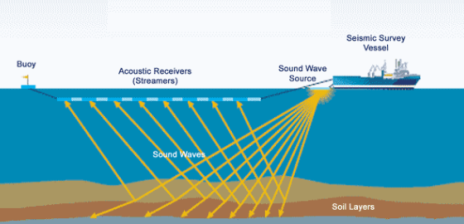 Seismic Survey
Vessel
Buoy
Acoustic Receivers
(Streamers)
Sound Wave
Source
Sound Waves
Soil Layers